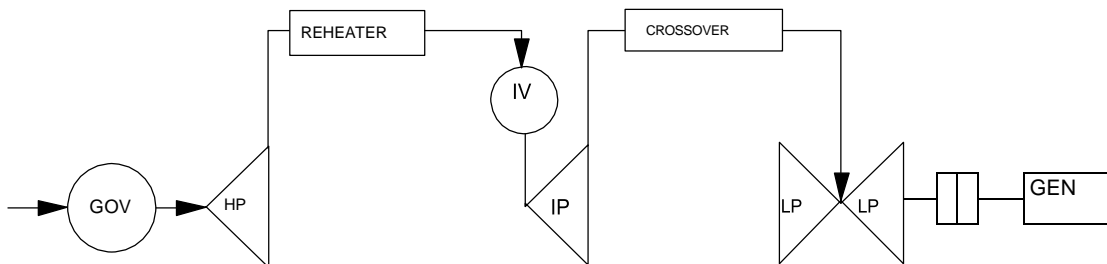 REHEATER
CROSSOVER
IV
GOV
HP
IP
LP
LP
GEN